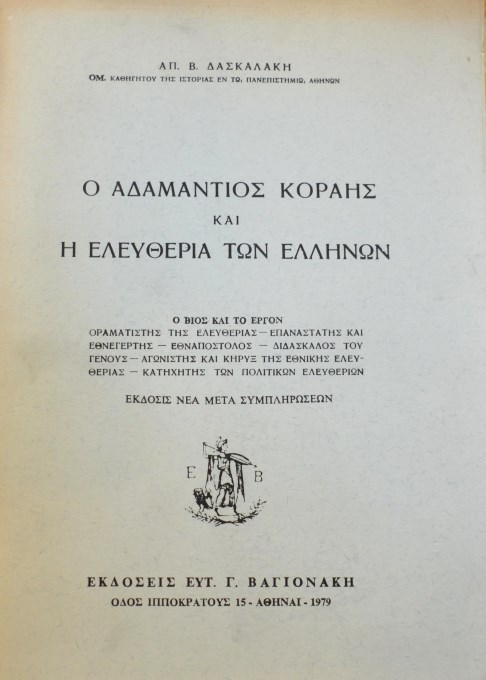 ΑΠ. Β. ΔΑΣΚΑΛΑΚΗ
ΟΜ. ΚΑΘΗΓΗΤΟΥ ΤΗΣ ΙΣΤΟΡΙΑΣ ΕΝ ΤΩ, ΠΑΝΕΠΙΣΤΗΜΙΩ, ΑΘΗΝΩΝ
Ο ΑΔΑΜΑΝΤΙΟΣ ΚΟΡΑΗΣ
ΚΑΙ
Η ΕΛΕΥΘΕΡΙΑ ΤΩΝ ΕΛΛΗΝΩΝ
Ο ΒΙΟΣ ΚΑΙ ΤΟ ΕΡΓΟΝ
ΟΡΑΜΑΤΙΣΤΗΣ ΤΗΣ ΕΛΕΥΘΕΡΙΑΣ — ΕΠΑΝΑΣΤΑΤΗΣ ΚΑΙ
ΕΘΝΕΓΕΡΤΗΣ — ΕΘΝΑΠΟΣΤΟΛΟΣ — ΔΙΔΑΣΚΑΛΟΣ ΤΟΥ
ΓΕΝΟΥΣ — ΑΓΩΝΙΣΤΗΣ ΚΑΙ ΚΗΡΥΞ ΤΗΣ ΕΘΝΙΚΗΣ ΕΛΕΥ-
ΘΕΡΙΑΣ — ΚΑΤΗΧΗΤΗΣ ΤΩΝ ΠΟΛΙΤΙΚΩΝ ΕΛΕΥΘΕΡΙΩΝ
ΕΚΔΟΣΙΣ ΝΕΑ ΜΕΤΑ ΣΥΜΠΛΗΡΩΣΕΩΝ
Ε Β
ΕΚΔΟΣΕΙΣ ΕΥΤ. Γ. ΒΑΓΙΟΝΑΚΗ
ΟΔΟΣ ΙΠΠΟΚΡΑΤΟΥΣ 15 - ΑΘΗΝΑΙ - 1979